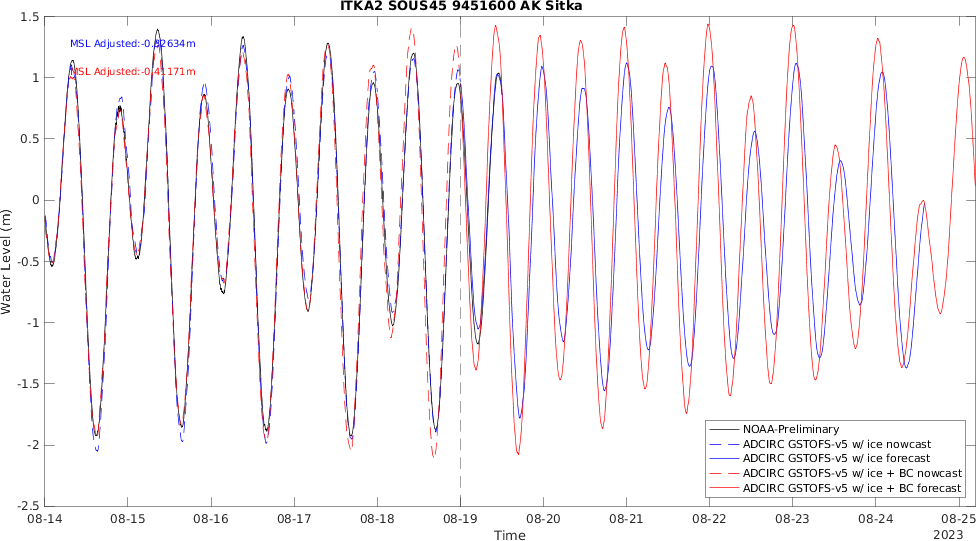 ITKA2 SOUS45 9451600 AK Sitka
1.5
1
0.5
0
-0.5
-1
-1.5
-2
-2.5
Water Level (m)
MSL Adjusted:-0.32634m
MSL Adjusted:-0.41171m
NOAA-Preliminary
ADCIRC GSTOFS-v5 w/ ice nowcast
ADCIRC GSTOFS-v5 w/ ice forecast
ADCIRC GSTOFS-v5 w/ ice + BC nowcast
ADCIRC GSTOFS-v5 w/ ice + BC forecast
08-14 08-15 08-16 08-17 08-18 08-19 08-20 08-21 08-22 08-23 08-24 08-25
Time
2023